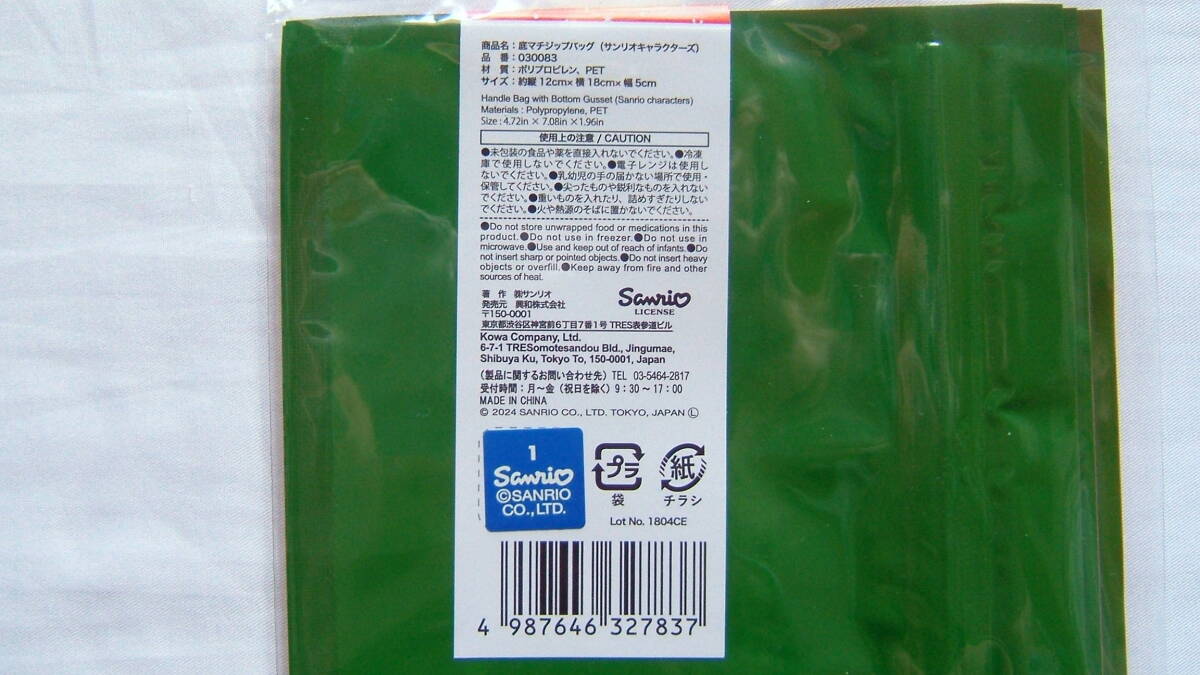 商品名：底マチジップバッグ（サンリオキャラクターズ）
品　番：030083
材　質：ポリプロピレン、PET
サイズ：約縦 12cm× 横 18cm× 幅 5cm
Handle Bag with Bottom Gusset (Sanrio characters)
Materials : Polypropylene, PET
Size : 4.72in × 7.08in ×1.96in
使用上の注意 / CAUTION
●未包装の食品や薬を直接入れないでください。●冷凍
庫で使用しないでください。●電子レンジは使用し
ないでください。●乳幼児の手の届かない場所で使用・
保管してください。●尖ったものや鋭利なものを入れない
でください。●重いものを入れたり、詰めすぎたりしない
でください。●火や熱源のそばに置かないでください。
●Do not store unwrapped food or medications in this
product.●Do not use in freezer.●Do not use in
microwave.●Use and keep out of reach of infants.●Do
not insert sharp or pointed objects.●Do not insert heavy
objects or overfill.●Keep away from fire and other
sources of heat.
著　作　㈱サンリオ
発売元　興和株式会社
〒150-0001
Sanrio
LICENSE
東京都渋谷区神宮前6丁目7番1号 TRES表参道ビル
Kowa Company, Ltd.
6-7-1 TRESomotesandou Bld., Jingumae,
Shibuya Ku, Tokyo To, 150-0001, Japan
（製品に関するお問い合わせ先）TEL 03-5464-2817
受付時間：月～金（祝日を除く）9：30～17：00
MADE IN CHINA
© 2024 SANRIO CO., LTD. TOKYO, JAPAN Ⓛ
1
Sanrio
©SANRIO
CO.,LTD.
プラ
袋
紙
チラシ
Lot No. 1804CE
4 987646 327837